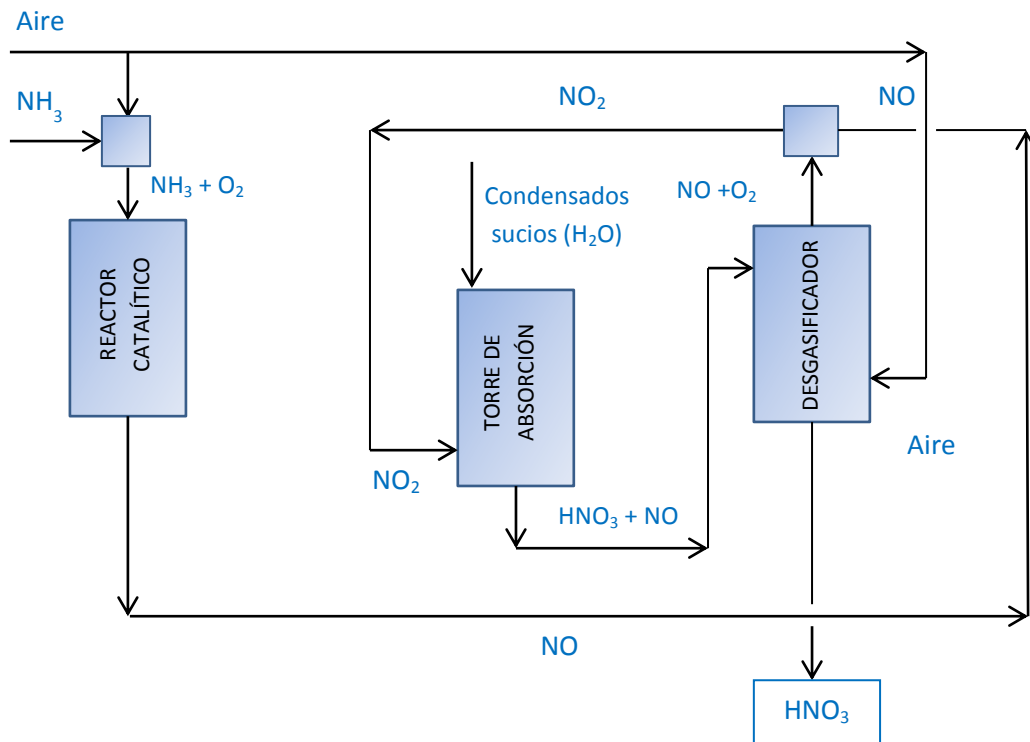 Aire
NH₃
NO₂
NO
NH₃ + O₂
Condensados
sucios (H₂O)
NO +O₂
REACTOR
CATALÍTICO
TORRE DE
ABSORCIÓN
DESGASIFICADOR
Aire
NO₂
HNO₃ + NO
NO
HNO₃